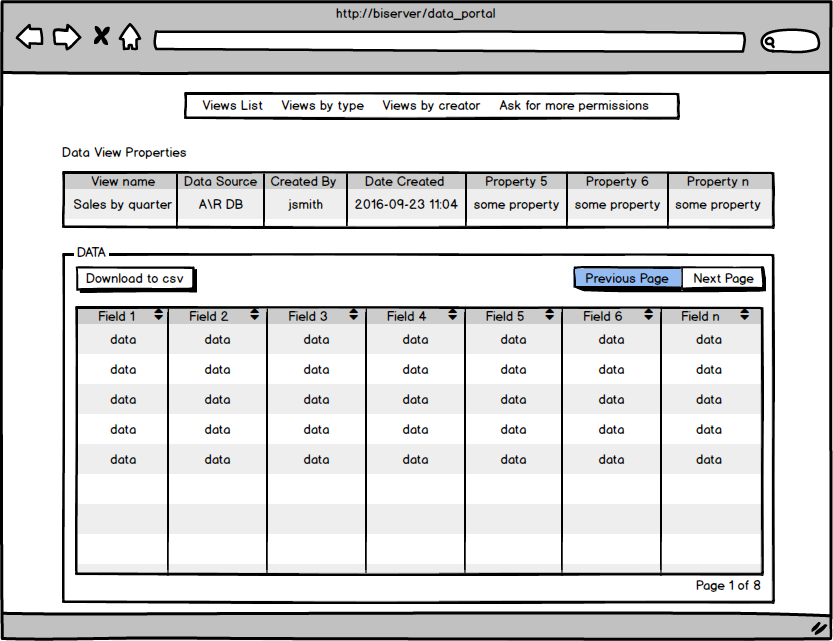 http://biserver/data_portal
Views List Views by type Views by creator Ask for more permissions
Data View Properties
View name Data Source Created By Date Created Property 5 Property 6 Property n
Sales by quarter A\R DB jsmith 2016-09-23 11:04 some property some property some property
DATA
Download to csv Previous Page Next Page
Field 1 Field 2 Field 3 Field 4 Field 5 Field 6 Field n
data data data data data data data
data data data data data data data
data data data data data data data
data data data data data data data
data data data data data data data
Page 1 of 8